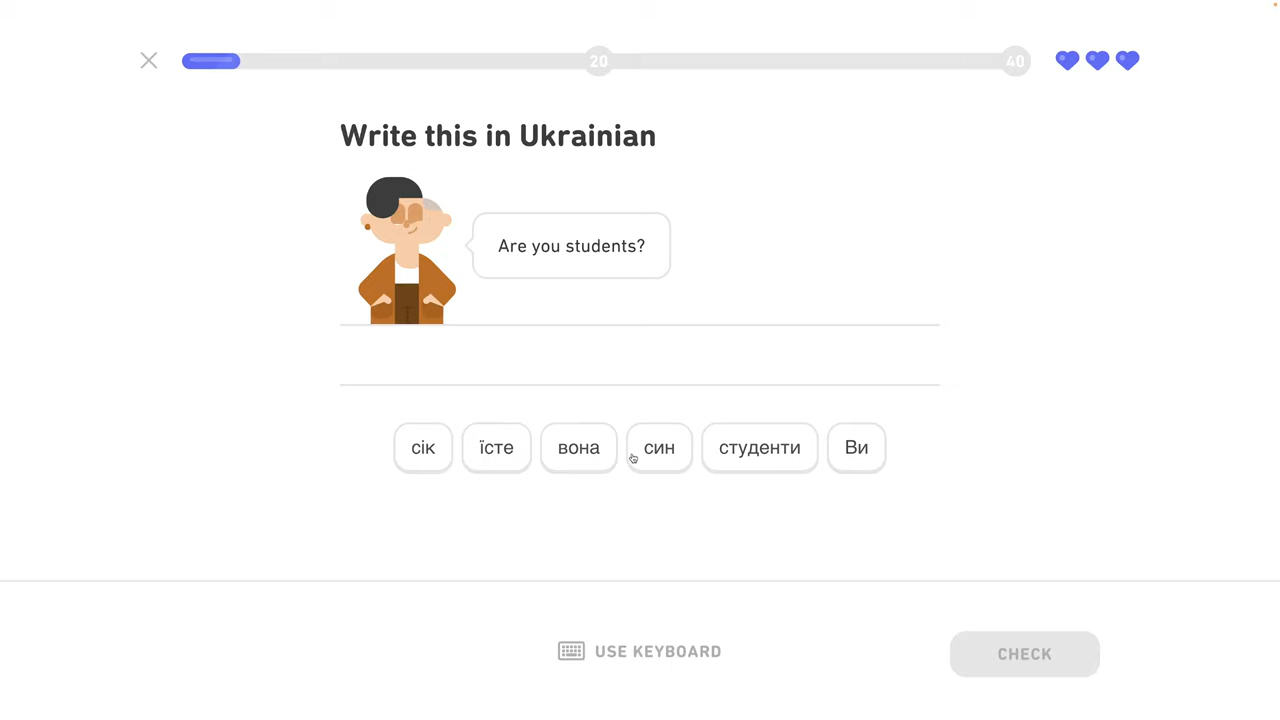 20
40
Write this in Ukrainian
Are you students?
сік їсте вона син студенти Ви
USE KEYBOARD
CHECK